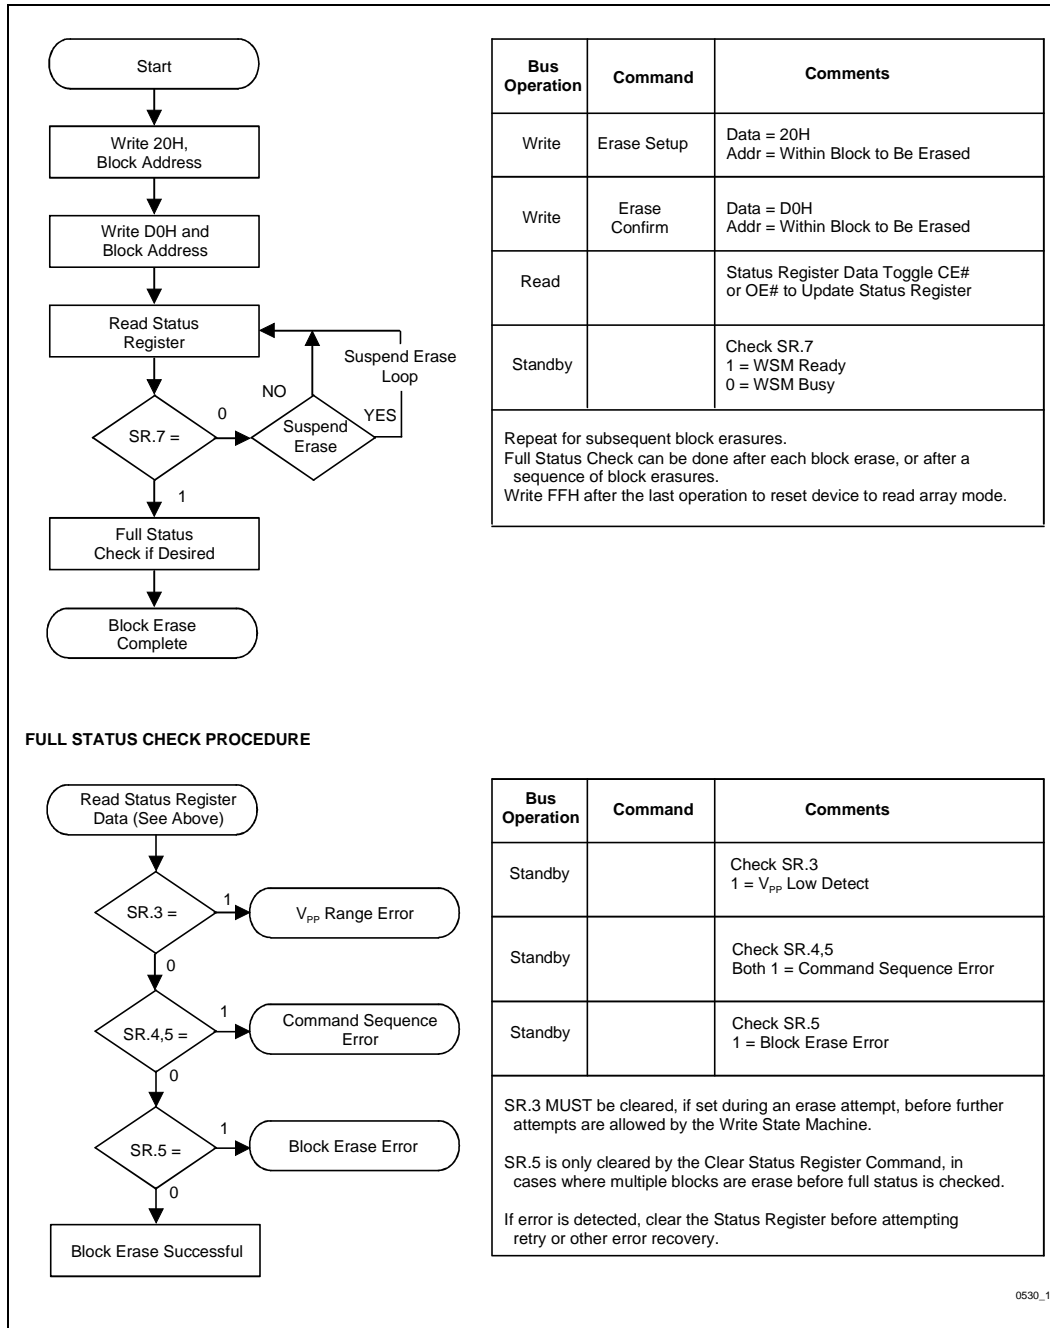 Start
Write 20H,
Block Address
Write D0H and
Block Address
Read Status
Register
NO
Suspend Erase
Loop
0
YES
SR.7 =
Suspend
Erase
1
Full Status
Check if Desired
Block Erase
Complete
Bus
Operation
Command
Comments
Write
Erase Setup
Data = 20H
Addr = Within Block to Be Erased
Write
Erase
Confirm
Data = D0H
Addr = Within Block to Be Erased
Read
Status Register Data Toggle CE#
or OE# to Update Status Register
Standby
Check SR.7
1 = WSM Ready
0 = WSM Busy
Repeat for subsequent block erasures.
Full Status Check can be done after each block erase, or after a
sequence of block erasures.
Write FFH after the last operation to reset device to read array mode.
FULL STATUS CHECK PROCEDURE
Read Status Register
Data (See Above)
SR.3 =
1
VPP Range Error
0
SR.4,5 =
1
Command Sequence
Error
0
SR.5 =
1
Block Erase Error
0
Block Erase Successful
Bus
Operation
Command
Comments
Standby
Check SR.3
1 = VPP Low Detect
Standby
Check SR.4,5
Both 1 = Command Sequence Error
Standby
Check SR.5
1 = Block Erase Error
SR.3 MUST be cleared, if set during an erase attempt, before further
attempts are allowed by the Write State Machine.
SR.5 is only cleared by the Clear Status Register Command, in
cases where multiple blocks are erase before full status is checked.
If error is detected, clear the Status Register before attempting
retry or other error recovery.
0530_1